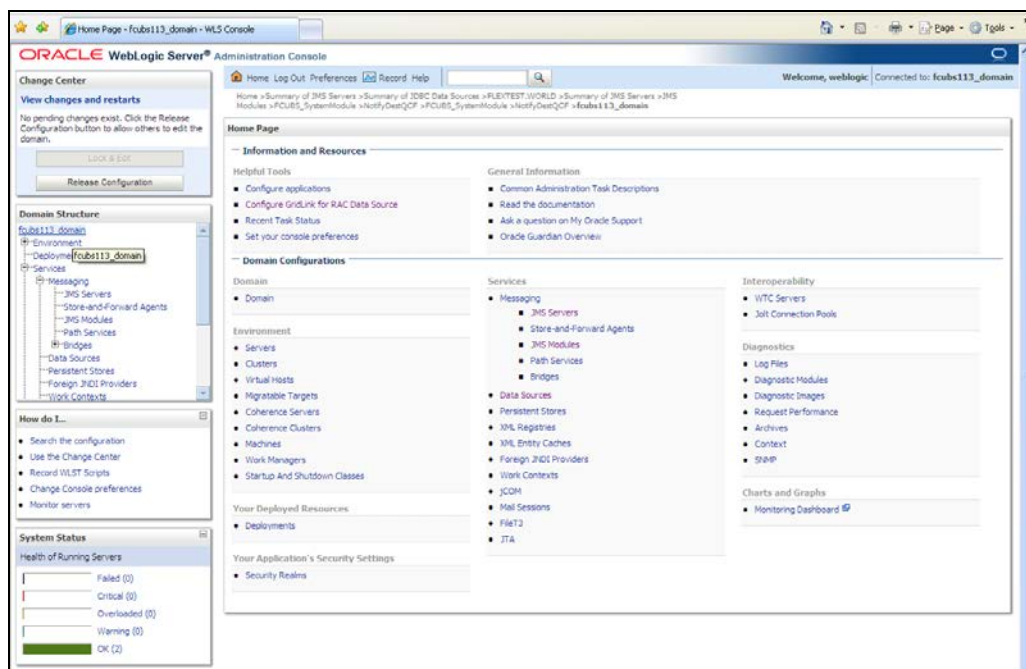 Home Page - fcubs113_domain - WLS Console
Page
Tools
ORACLE WebLogic Server® Administration Console
Change Center
View changes and restarts
No pending changes exist. Click the Release
Configuration button to allow others to edit the
domain.
Lock & Edit
Release Configuration
Domain Structure
fcubs113_domain
Environment
Deployme
fcubs113_domain
Services
Messaging
JMS Servers
Store-and-Forward Agents
JMS Modules
Path Services
Bridges
Data Sources
Persistent Stores
Foreign JNDI Providers
Work Contexts
How do I...
Search the configuration
Use the Change Center
Record WLST Scripts
Change Console preferences
Monitor servers
System Status
Health of Running Servers
Failed (0)
Critical (0)
Overloaded (0)
Warning (0)
OK (2)
Home Log Out Preferences Record Help
Welcome, weblogic Connected to: fcubs113_domain
Home >Summary of JMS Servers >Summary of JDBC Data Sources >FLEXTEST.WORLD >Summary of JMS Servers >JMS
Modules >FCUBS_SystemModule >NotifyDestQCF >FCUBS_SystemModule >NotifyDestQCF >fcubs113_domain
Home Page
Information and Resources
Helpful Tools
Configure applications
Configure GridLink for RAC Data Source
Recent Task Status
Set your console preferences
General Information
Common Administration Task Descriptions
Read the documentation
Ask a question on My Oracle Support
Oracle Guardian Overview
Domain Configurations
Domain
Domain
Environment
Servers
Clusters
Virtual Hosts
Migratable Targets
Coherence Servers
Coherence Clusters
Machines
Work Managers
Startup And Shutdown Classes
Your Deployed Resources
Deployments
Your Application's Security Settings
Security Realms
Services
Messaging
JMS Servers
Store-and-Forward Agents
JMS Modules
Path Services
Bridges
Data Sources
Persistent Stores
XML Registries
XML Entity Caches
Foreign JNDI Providers
Work Contexts
jCOM
Mail Sessions
FileT3
JTA
Interoperability
WTC Servers
Jolt Connection Pools
Diagnostics
Log Files
Diagnostic Modules
Diagnostic Images
Request Performance
Archives
Context
SNMP
Charts and Graphs
Monitoring Dashboard